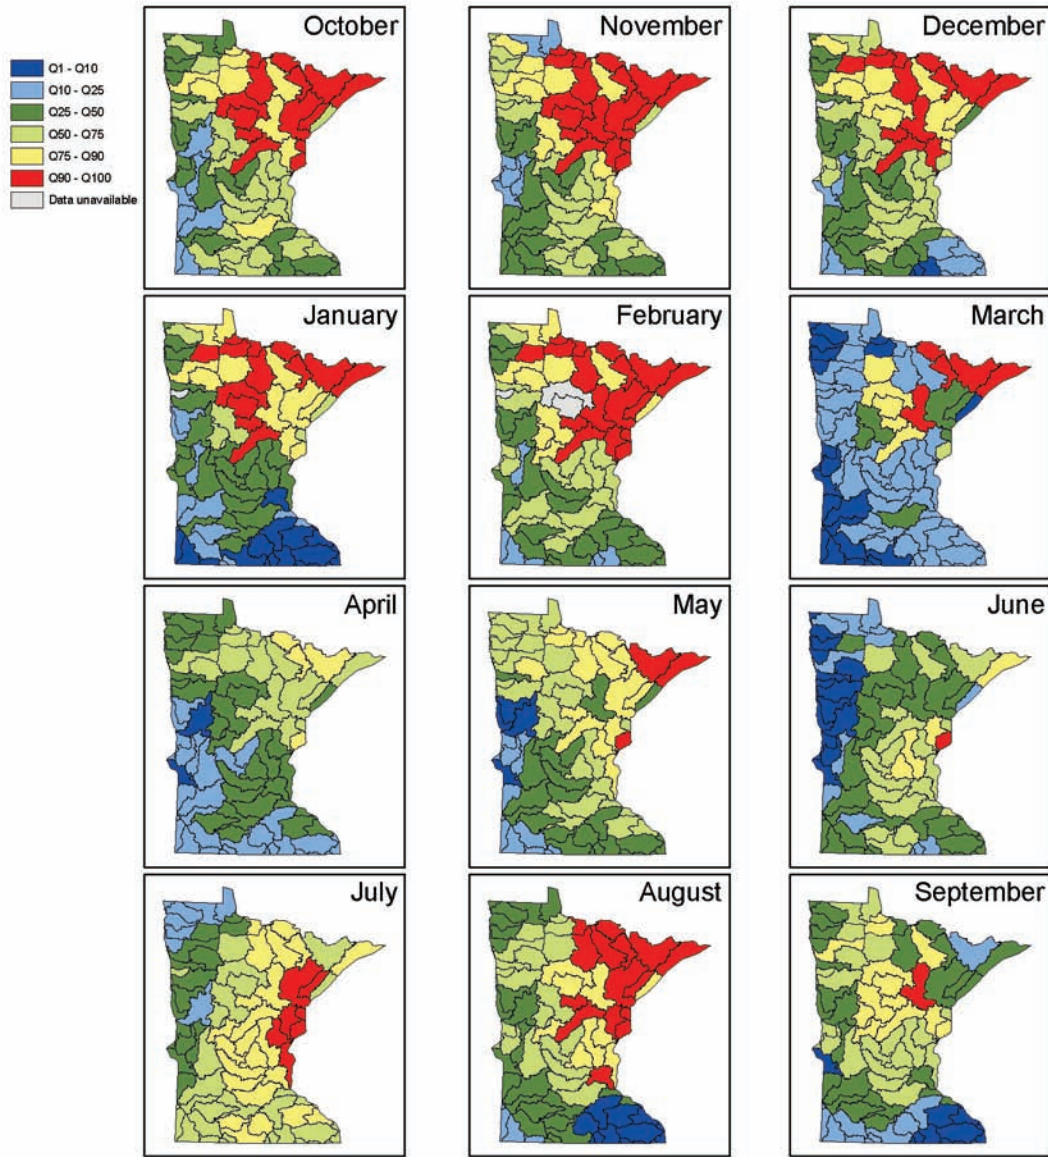 Q1 - Q10
Q10 - Q25
Q25 - Q50
Q50 - Q75
Q75 - Q90
Q90 - Q100
Data unavailable
October
November
December
January
February
March
April
May
June
July
August
September